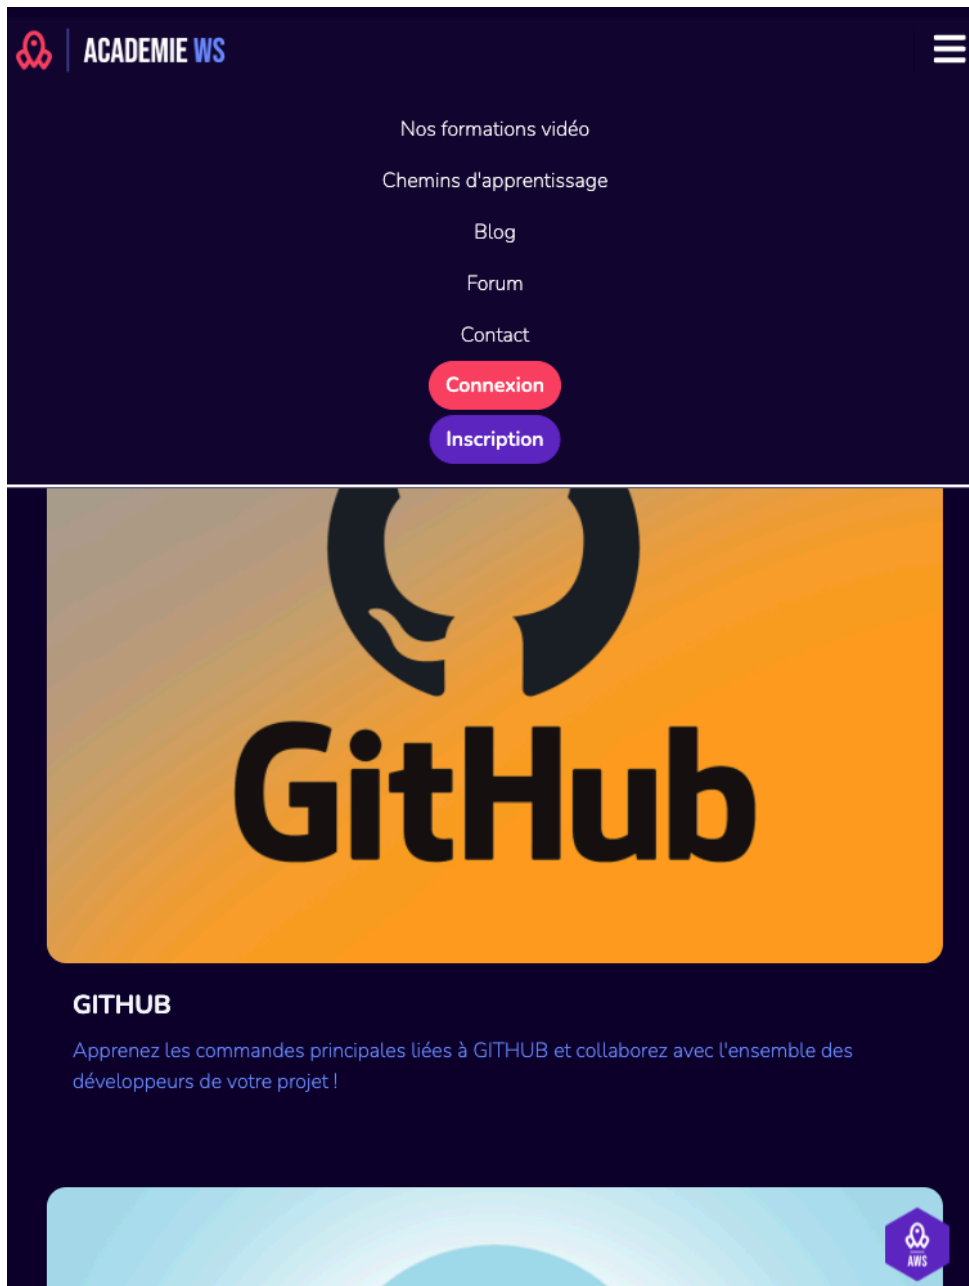 ACADEMIE WS
Nos formations vidéo
Chemins d'apprentissage
Blog
Forum
Contact
Connexion
Inscription
GitHub
GITHUB
Apprenez les commandes principales liées à GITHUB et collaborez avec l'ensemble des
développeurs de votre projet !
AWS